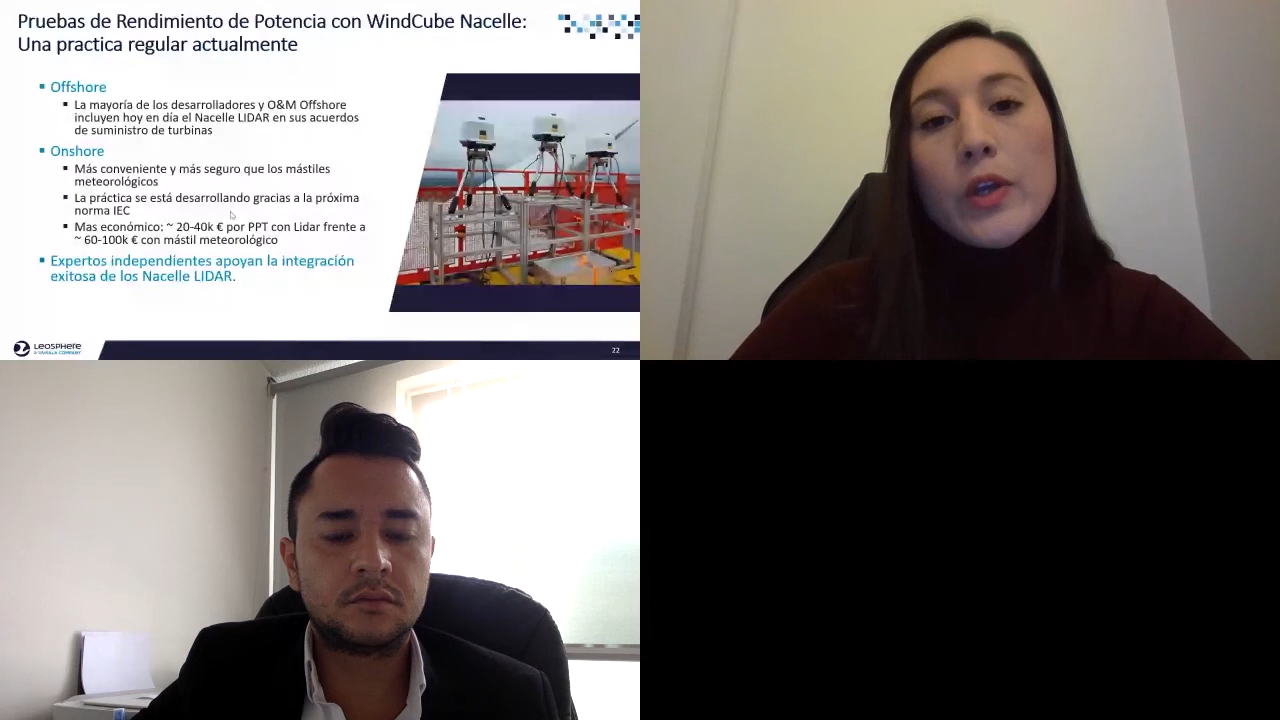 Pruebas de Rendimiento de Potencia con WindCube Nacelle:
Una practica regular actualmente
Offshore
La mayoría de los desarrolladores y O&M Offshore
incluyen hoy en día el Nacelle LIDAR en sus acuerdos
de suministro de turbinas
Onshore
Más conveniente y más seguro que los mástiles
meteorológicos
La práctica se está desarrollando gracias a la próxima
norma IEC
Mas económico: ~ 20-40k € por PPT con Lidar frente a
~ 60-100k € con mástil meteorológico
Expertos independientes apoyan la integración
exitosa de los Nacelle LIDAR.
LEOSPHERE
A VAISALA COMPANY
22